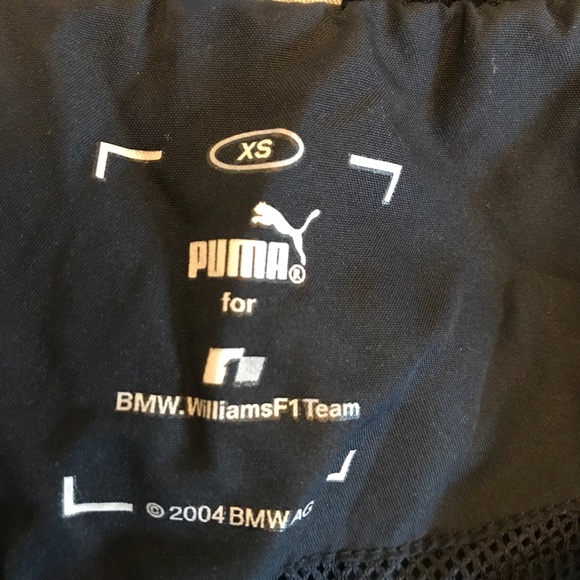 XS
PUMA®
for
BMW.WilliamsF1Team
© 2004 BMW AG